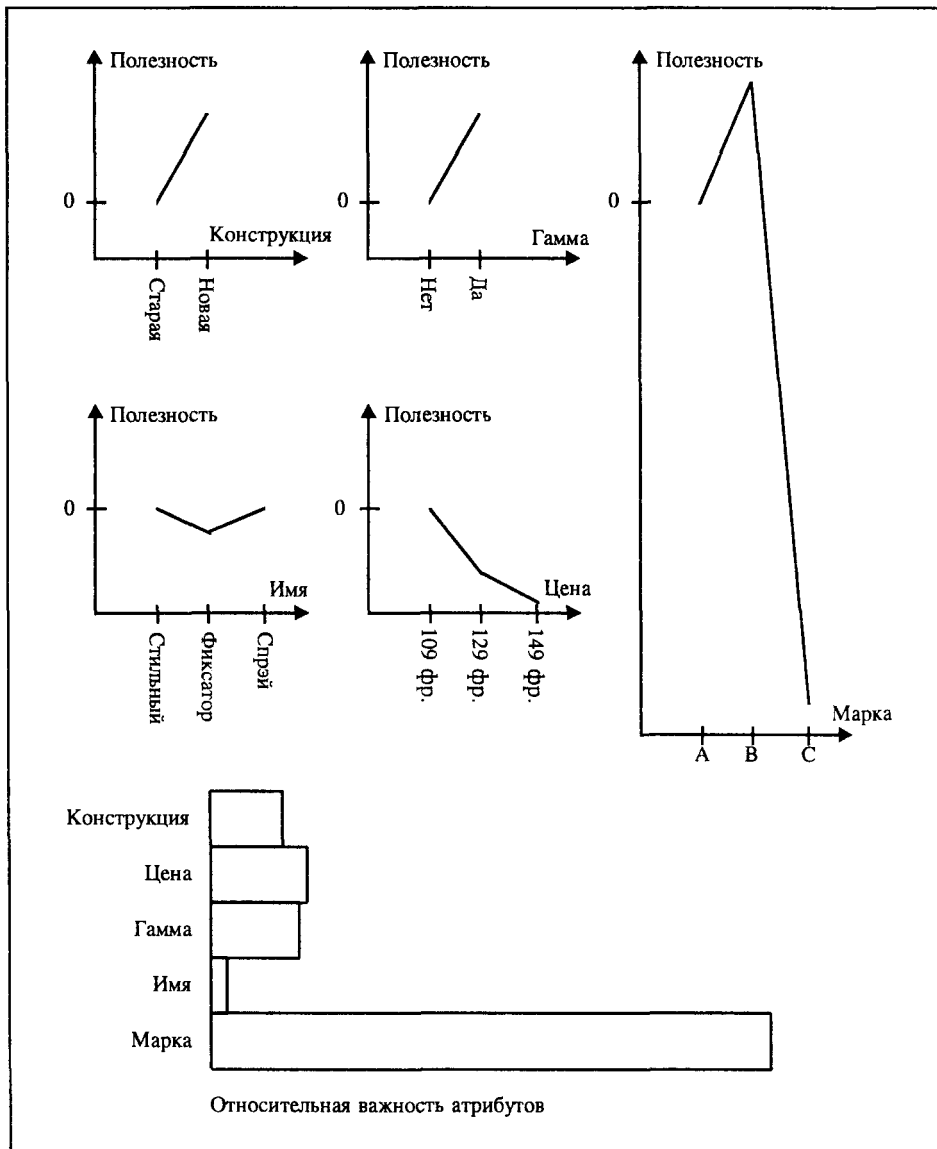 Полезность
0
Конструкция
Старая
Новая
Полезность
0
Гамма
Нет
Да
Полезность
0
Марка
A
B
C
Полезность
0
Имя
Стильный
Фиксатор
Спрэй
Полезность
0
Цена
109 фр.
129 фр.
149 фр.
Конструкция
Цена
Гамма
Имя
Марка
Относительная важность атрибутов